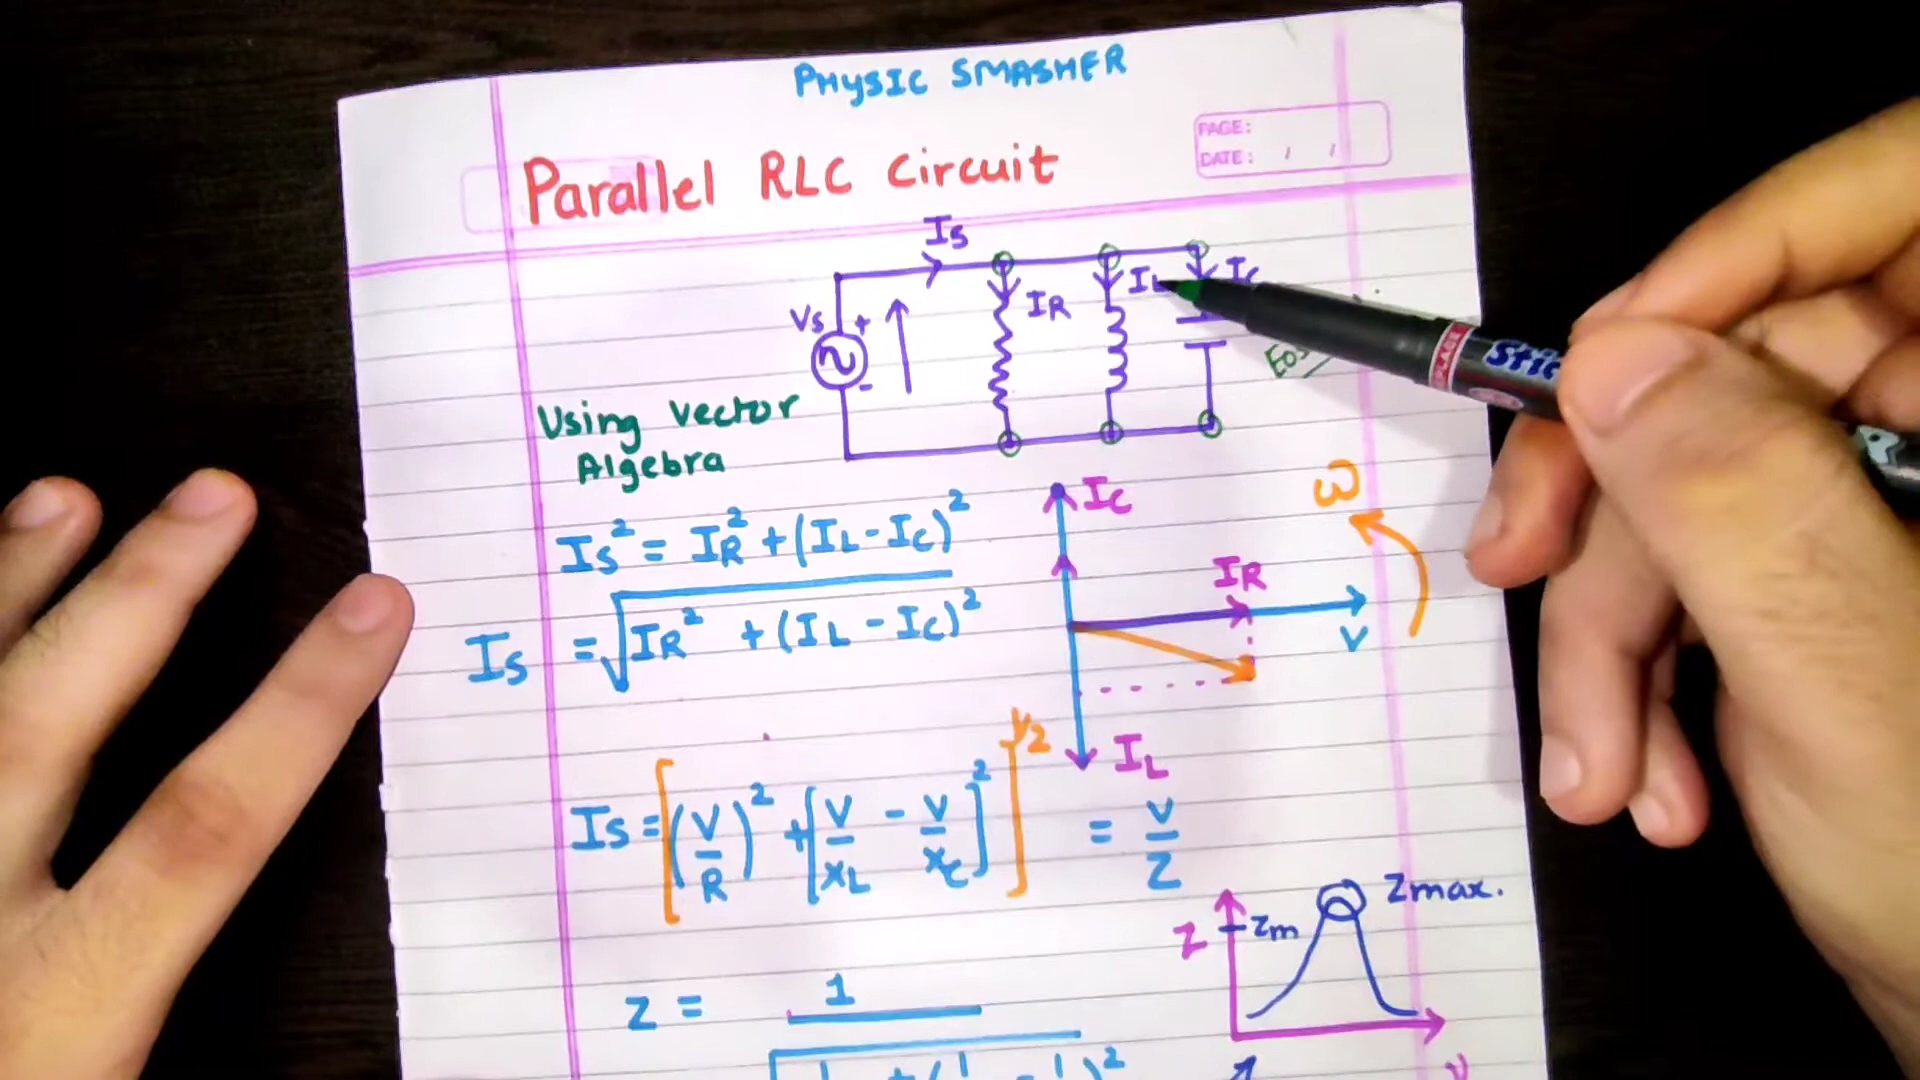 PHYSIC SMASHER
PAGE:
DATE: / /
Parallel RLC Circuit
Is
Vs + IR IL Ic
-
Using Vector
Algebra
Ic
ω
Is² = IR² + (IL - Ic)²
IR
V
Is = √IR² + (IL - Ic)²
IL
Is = [(V/R)² + [V/XL - V/Xc]²]^1/2 = V/Z
Zmax.
Z Zm
Z = 1